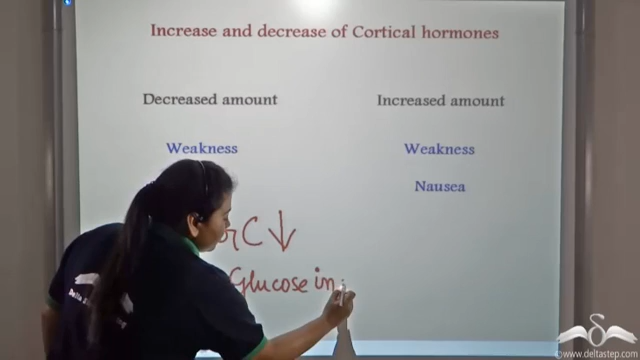 Increase and decrease of Cortical hormones
Decreased amount Increased amount
Weakness Weakness
Nausea
C ↓
Glucose in
©www.deltastep.com